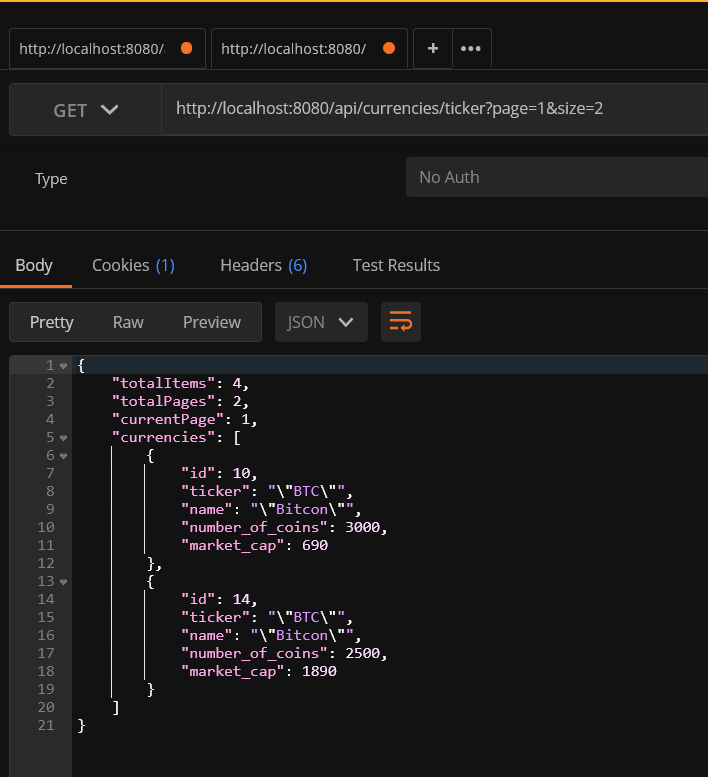 http://localhost:8080/ http://localhost:8080/ + •••
GET http://localhost:8080/api/currencies/ticker?page=1&size=2
Type No Auth
Body Cookies (1) Headers (6) Test Results
Pretty Raw Preview JSON
1 {
2 "totalItems": 4,
3 "totalPages": 2,
4 "currentPage": 1,
5 "currencies": [
6 {
7 "id": 10,
8 "ticker": "\"BTC\"",
9 "name": "\"Bitcon\"",
10 "number_of_coins": 3000,
11 "market_cap": 690
12 },
13 {
14 "id": 14,
15 "ticker": "\"BTC\"",
16 "name": "\"Bitcon\"",
17 "number_of_coins": 2500,
18 "market_cap": 1890
19 }
20 ]
21 }